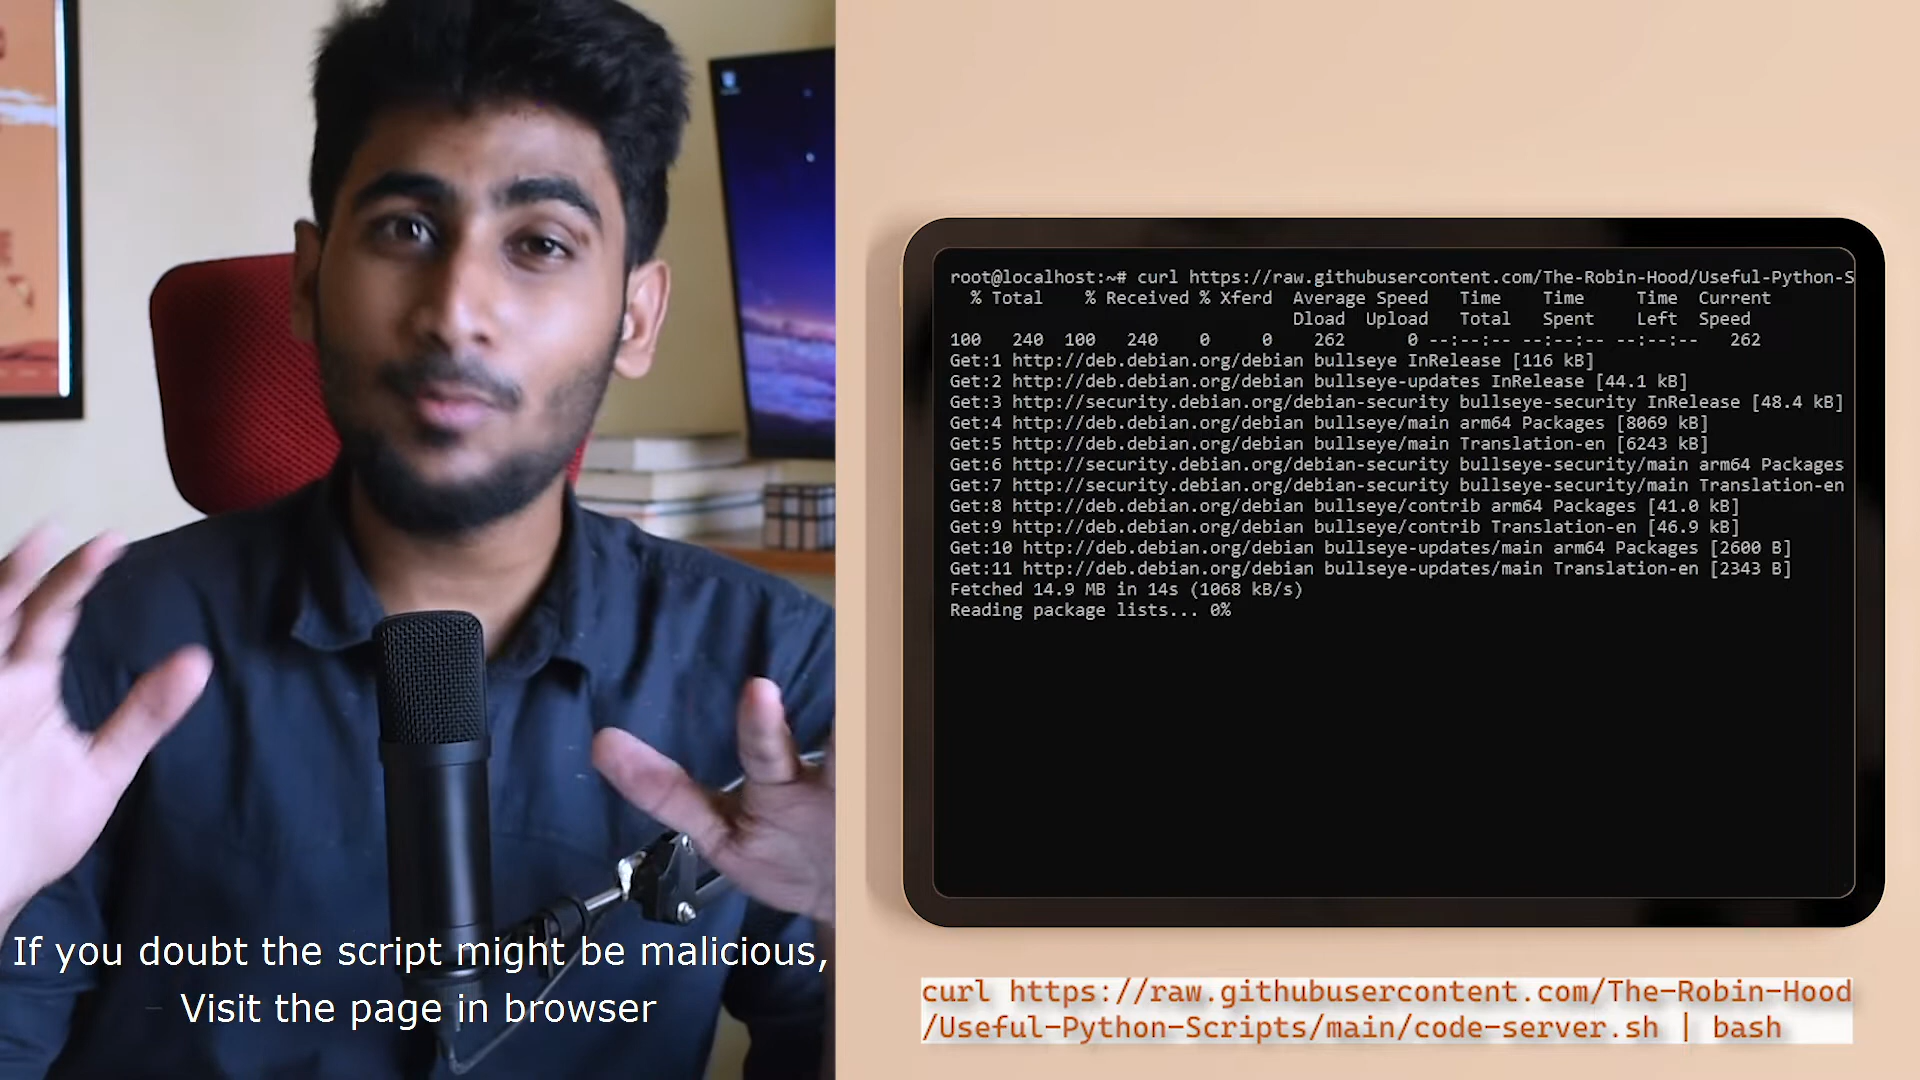 root@localhost:~# curl https://raw.githubusercontent.com/The-Robin-Hood/Useful-Python-S
% Total % Received % Xferd Average Speed Time Time Time Current
Dload Upload Total Spent Left Speed
100 240 100 240 0 0 262 0 --:--:-- --:--:-- --:--:-- 262
Get:1 http://deb.debian.org/debian bullseye InRelease [116 kB]
Get:2 http://deb.debian.org/debian bullseye-updates InRelease [44.1 kB]
Get:3 http://security.debian.org/debian-security bullseye-security InRelease [48.4 kB]
Get:4 http://deb.debian.org/debian bullseye/main arm64 Packages [8069 kB]
Get:5 http://deb.debian.org/debian bullseye/main Translation-en [6243 kB]
Get:6 http://security.debian.org/debian-security bullseye-security/main arm64 Packages
Get:7 http://security.debian.org/debian-security bullseye-security/main Translation-en
Get:8 http://deb.debian.org/debian bullseye/contrib arm64 Packages [41.0 kB]
Get:9 http://deb.debian.org/debian bullseye/contrib Translation-en [46.9 kB]
Get:10 http://deb.debian.org/debian bullseye-updates/main arm64 Packages [2600 B]
Get:11 http://deb.debian.org/debian bullseye-updates/main Translation-en [2343 B]
Fetched 14.9 MB in 14s (1068 kB/s)
Reading package lists... 0%
If you doubt the script might be malicious,
- Visit the page in browser
curl https://raw.githubusercontent.com/The-Robin-Hood
/Useful-Python-Scripts/main/code-server.sh | bash